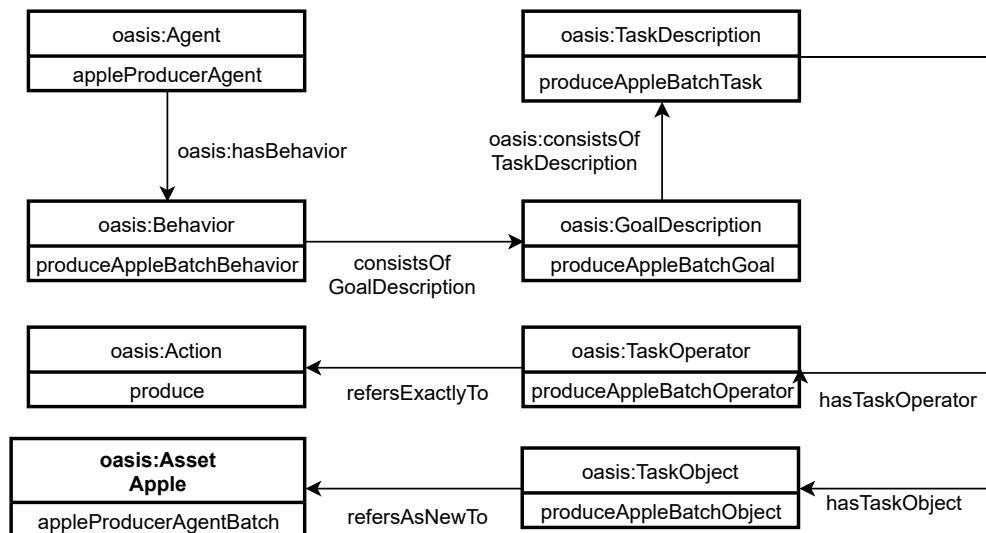 oasis:Agent
appleProducerAgent
oasis:TaskDescription
produceAppleBatchTask
oasis:hasBehavior
oasis:consistsOf
TaskDescription
oasis:Behavior
produceAppleBatchBehavior
consistsOf
GoalDescription
oasis:GoalDescription
produceAppleBatchGoal
oasis:Action
produce
refersExactlyTo
oasis:TaskOperator
produceAppleBatchOperator
hasTaskOperator
oasis:Asset
Apple
appleProducerAgentBatch
refersAsNewTo
oasis:TaskObject
produceAppleBatchObject
hasTaskObject